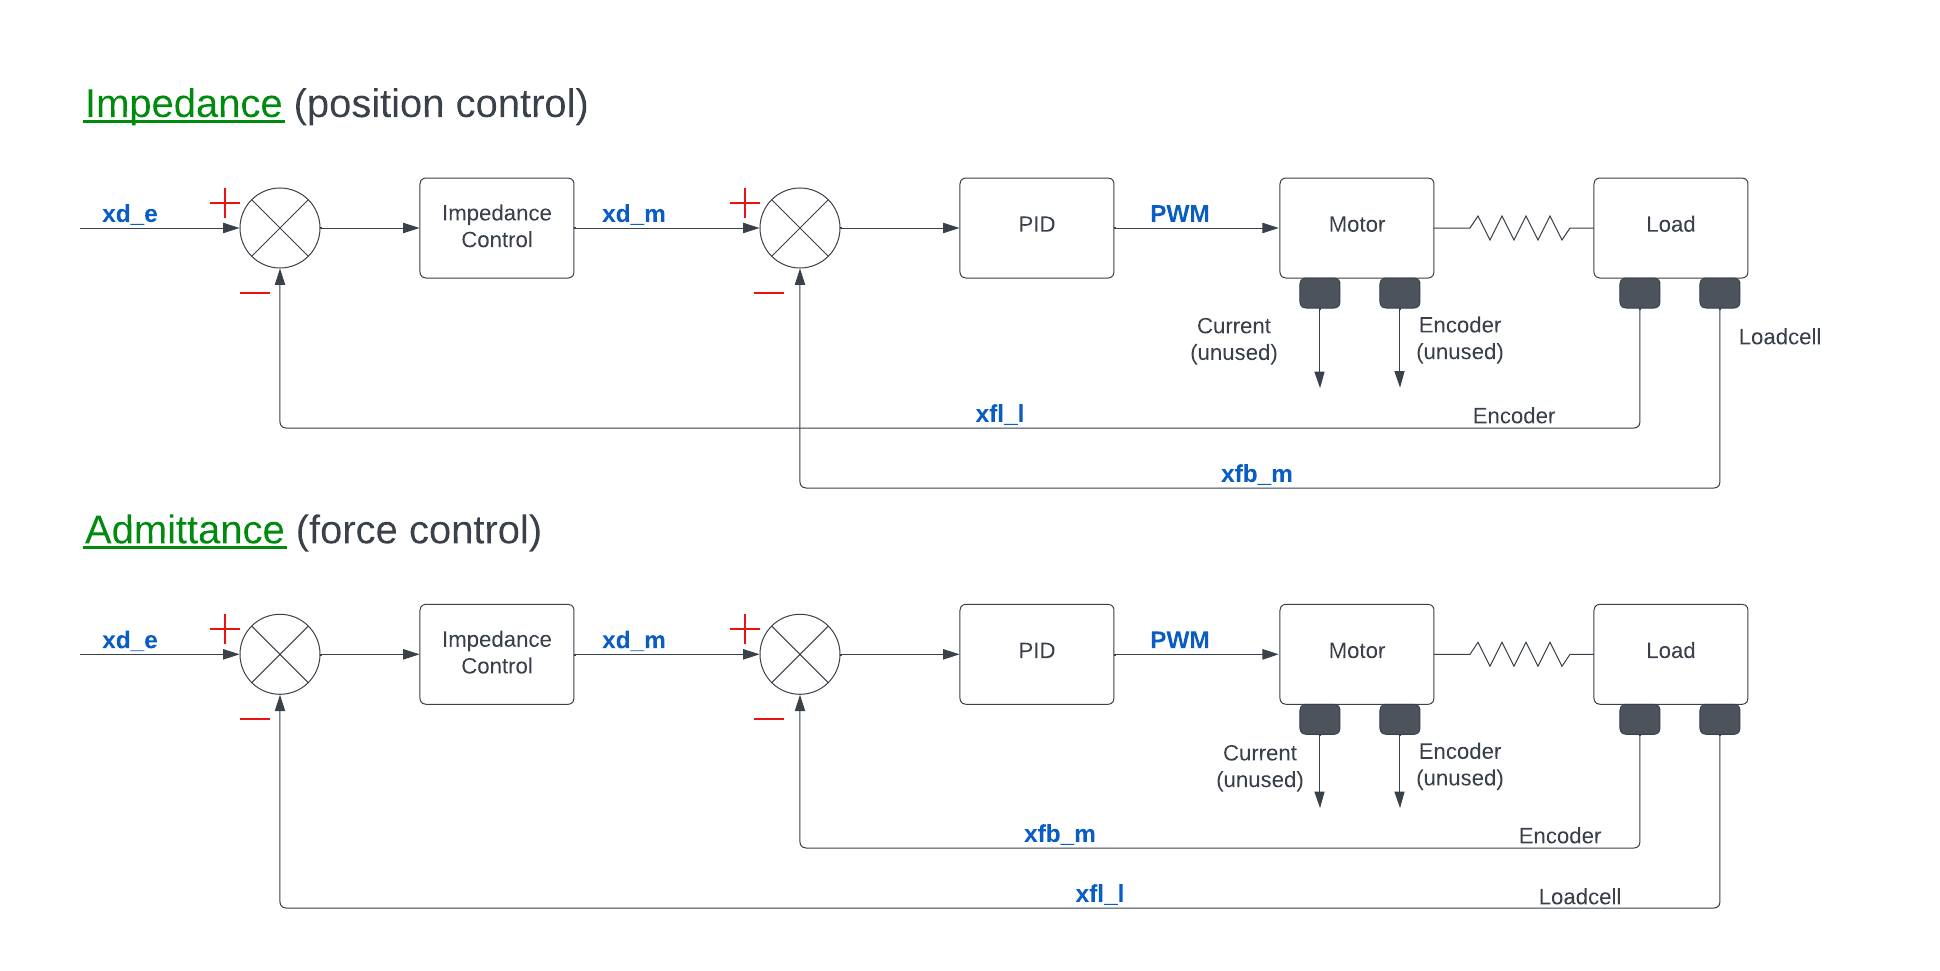 Impedance (position control)
xd_e
Impedance
Control
xd_m
PID
PWM
Motor
Load
Current
(unused)
Encoder
(unused)
Loadcell
xfl_l
Encoder
xfb_m
Admittance (force control)
xd_e
Impedance
Control
xd_m
PID
PWM
Motor
Load
Current
(unused)
Encoder
(unused)
xfb_m
Encoder
xfl_l
Loadcell